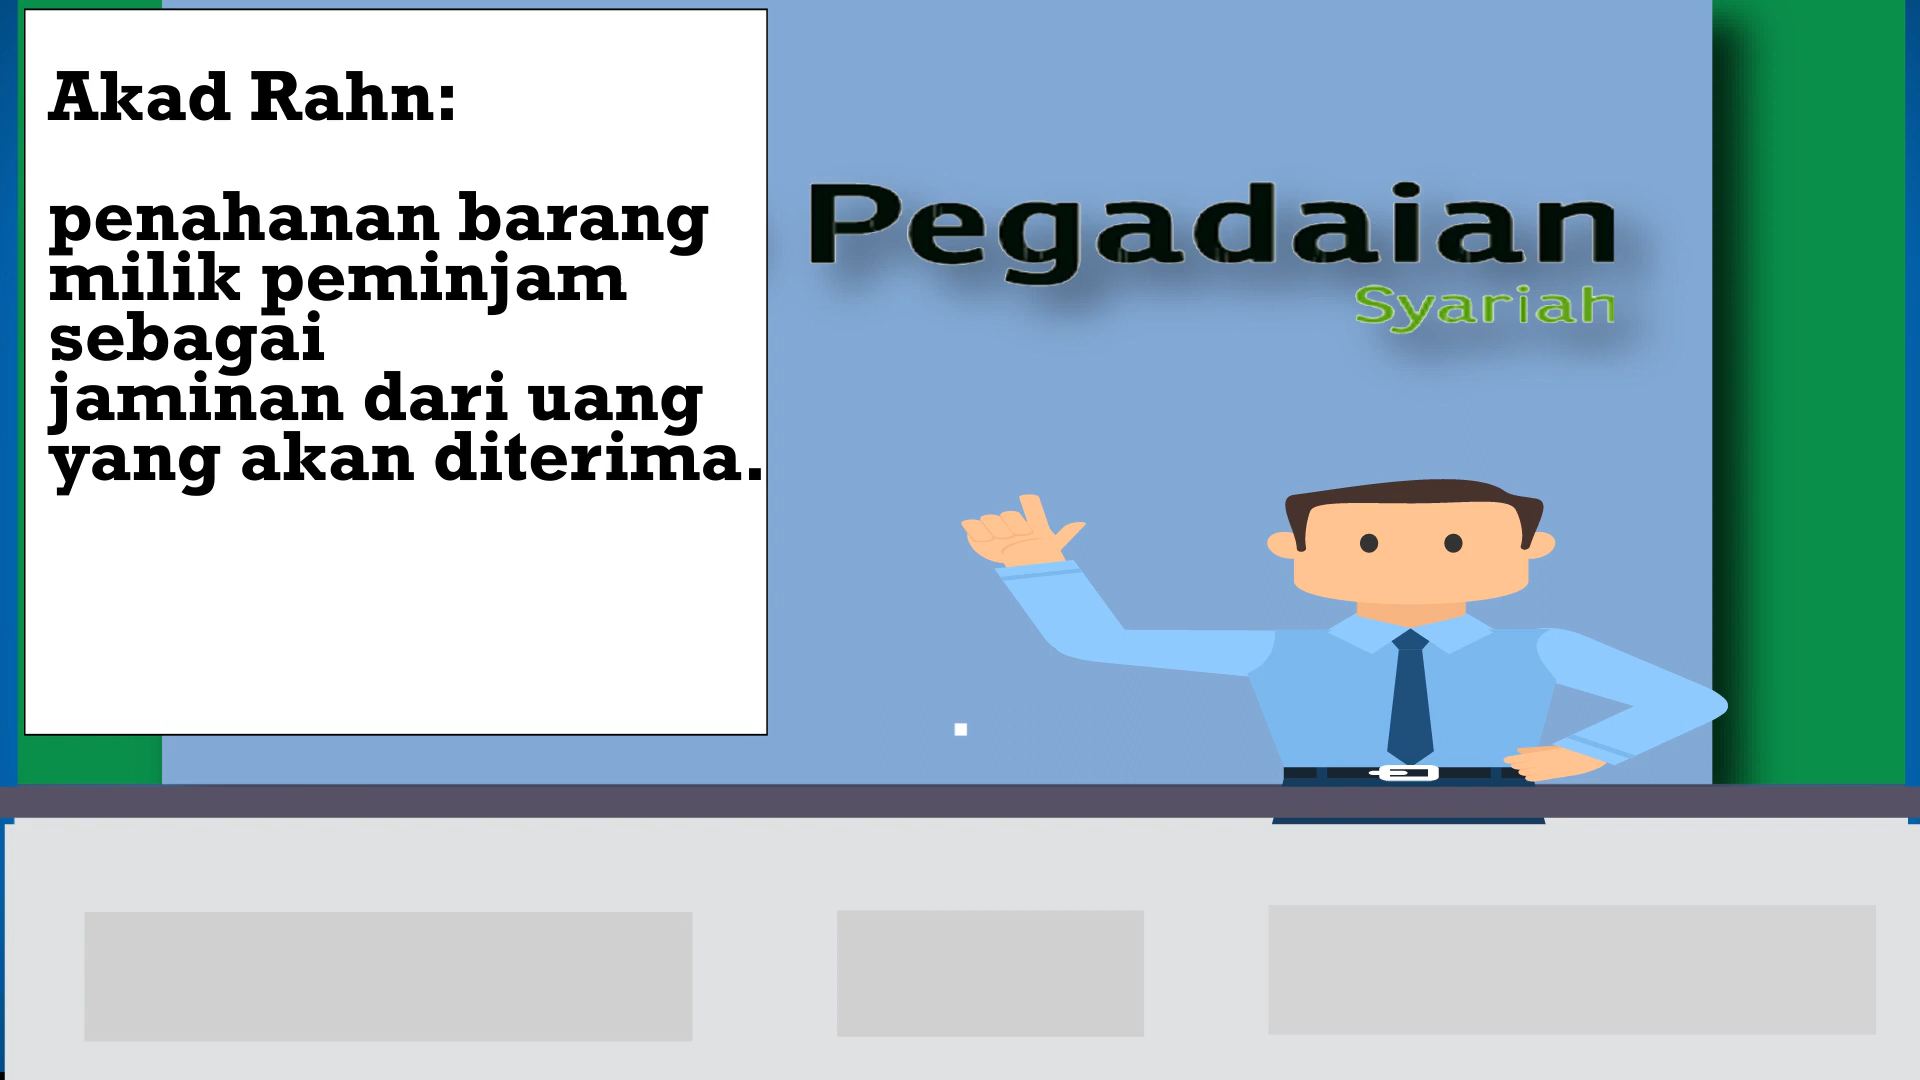 Akad Rahn:
penahanan barang
milik peminjam
sebagai
jaminan dari uang
yang akan diterima.
Pegadaian
Syariah